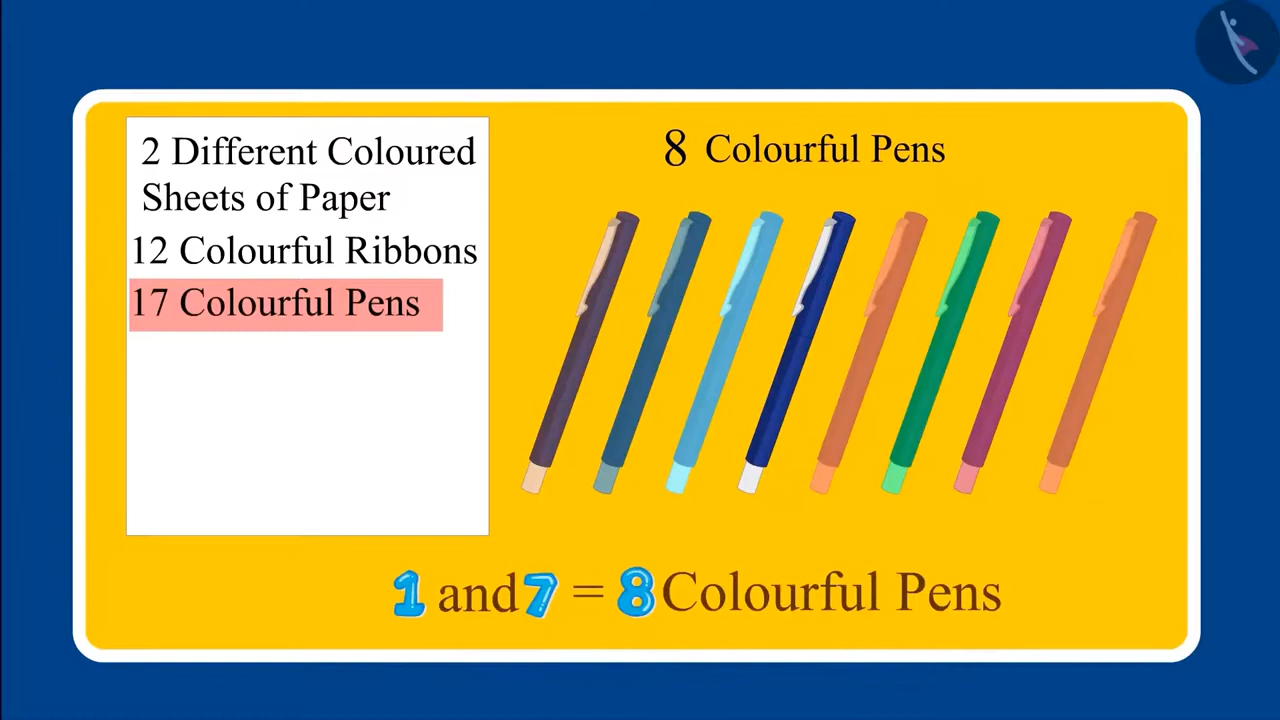 2 Different Coloured
Sheets of Paper
12 Colourful Ribbons
17 Colourful Pens
8 Colourful Pens
1 and 7 = 8 Colourful Pens